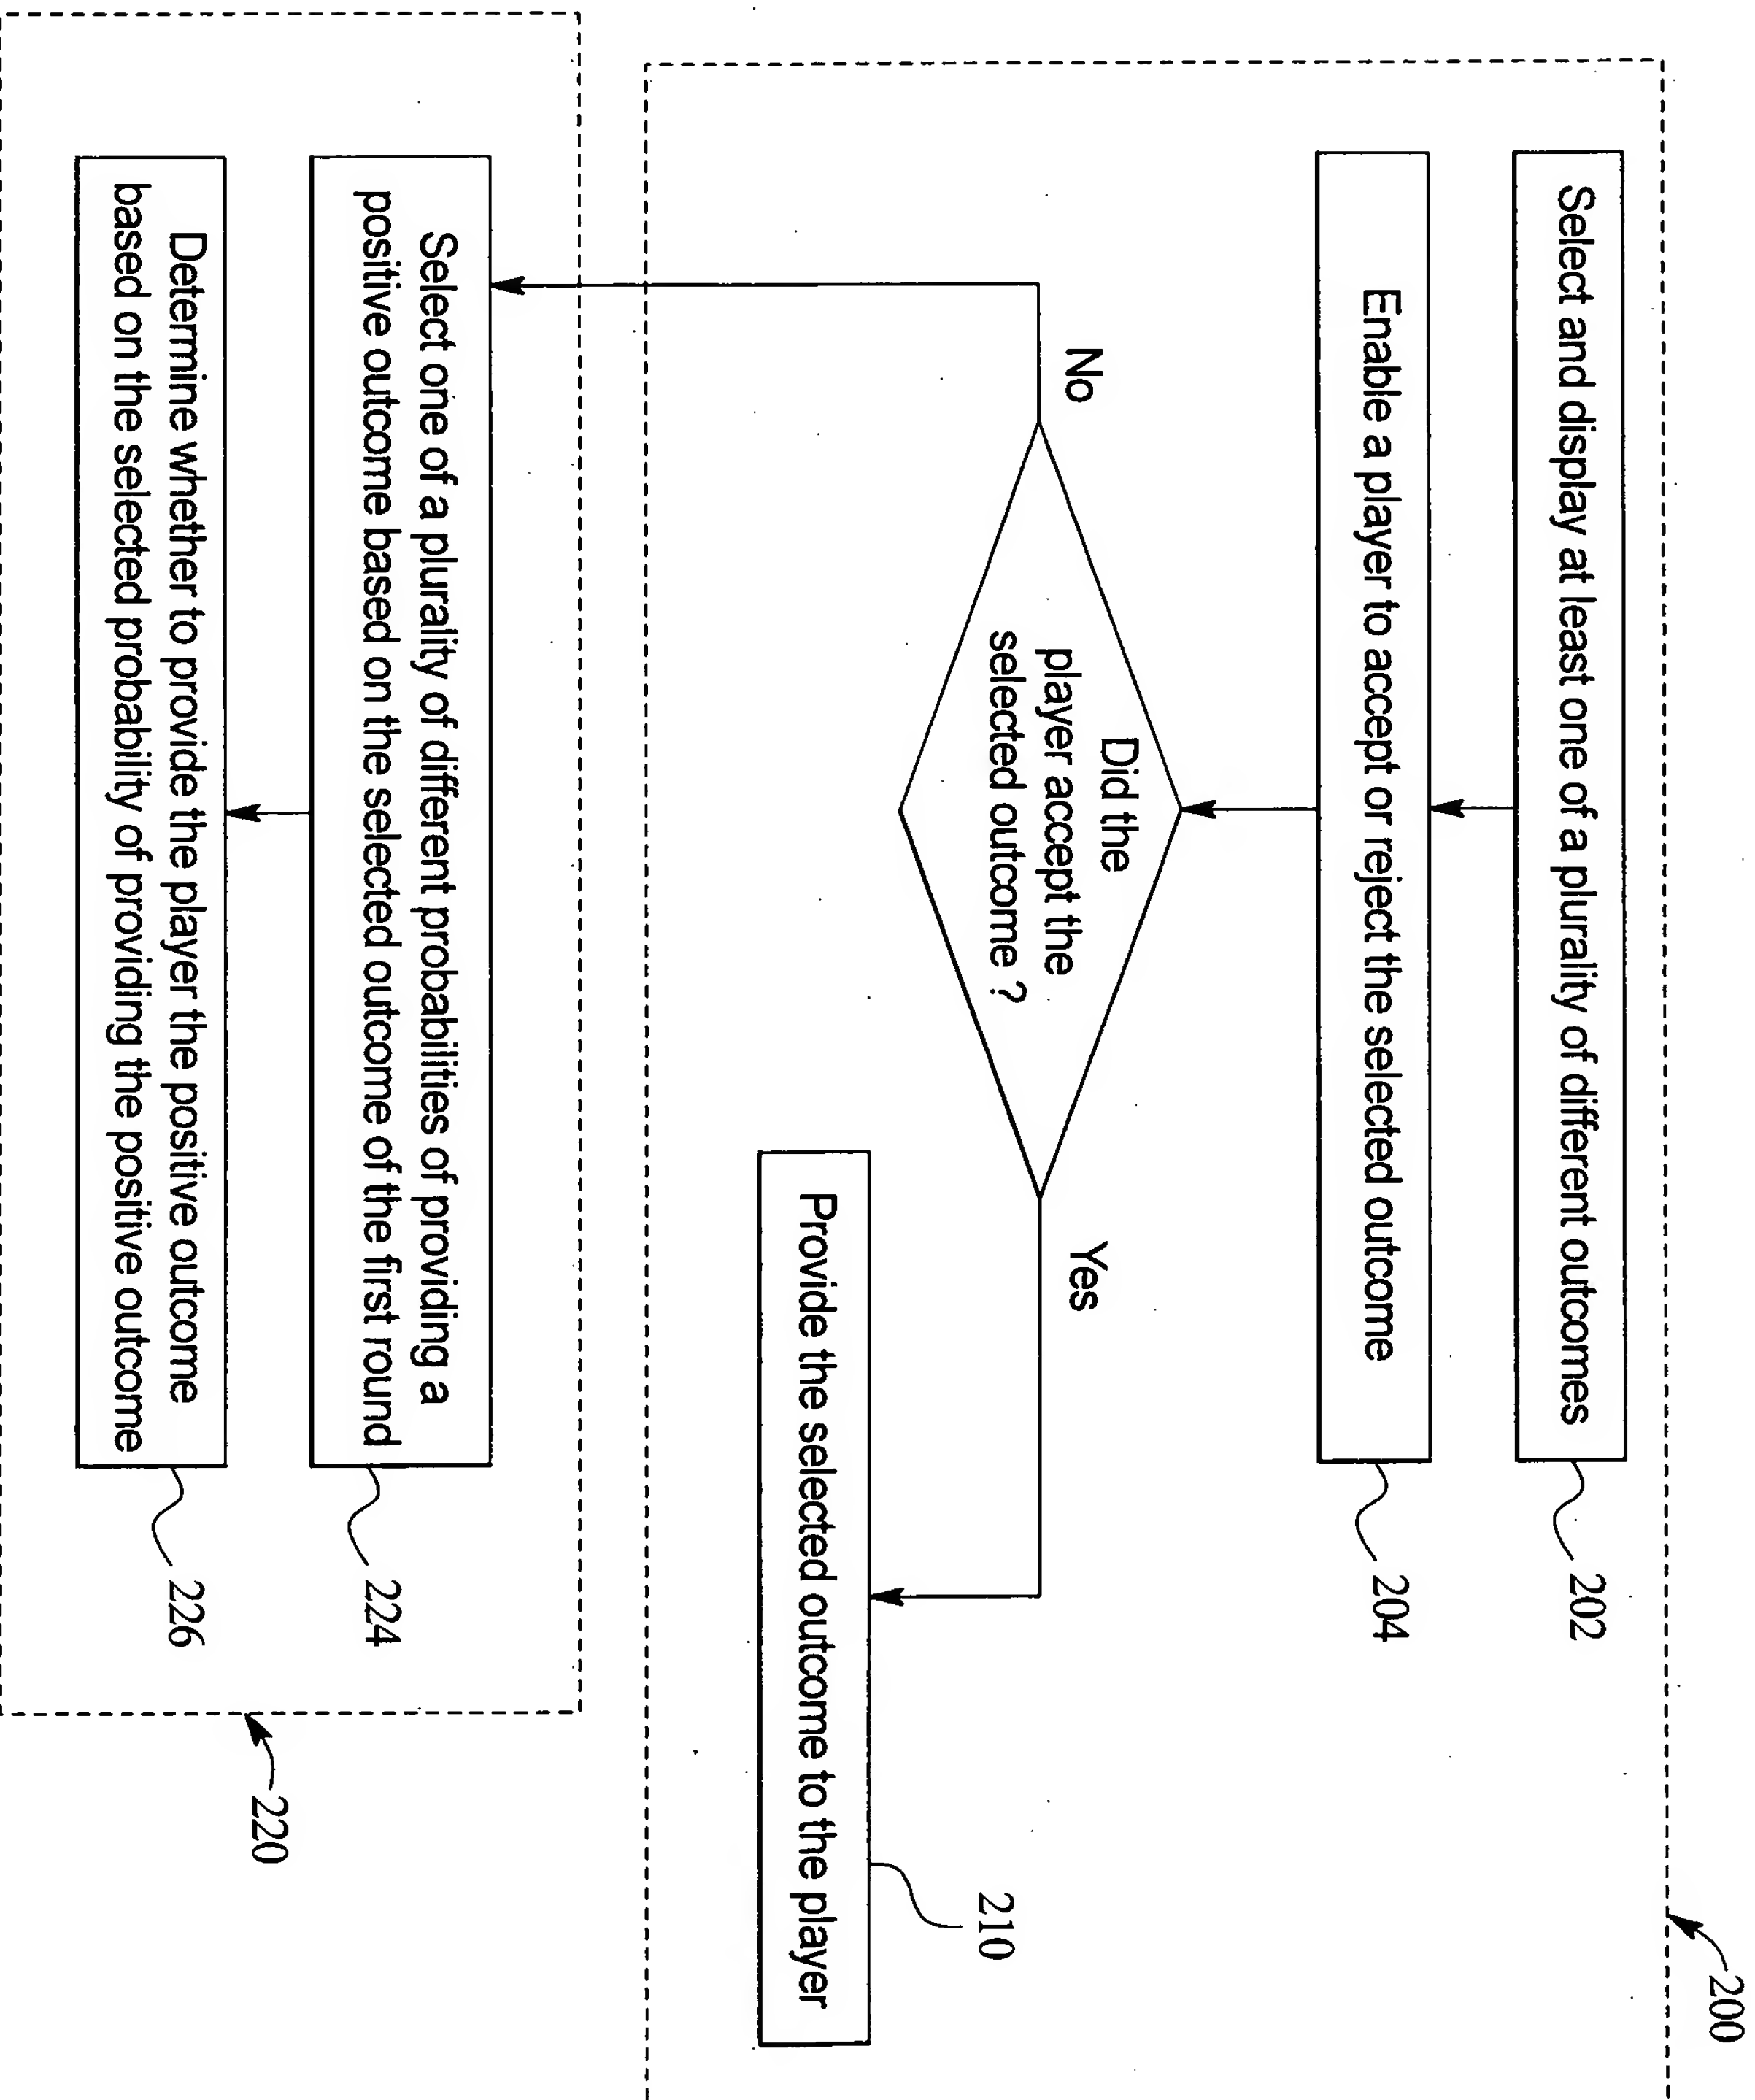 200
Select and display at least one of a plurality of different outcomes
202
Enable a player to accept or reject the selected outcome
204
Did the
player accept the
selected outcome ?
No
Yes
Provide the selected outcome to the player
210
Select one of a plurality of different probabilities of providing a
positive outcome based on the selected outcome of the first round
224
Determine whether to provide the player the positive outcome
based on the selected probability of providing the positive outcome
226
220